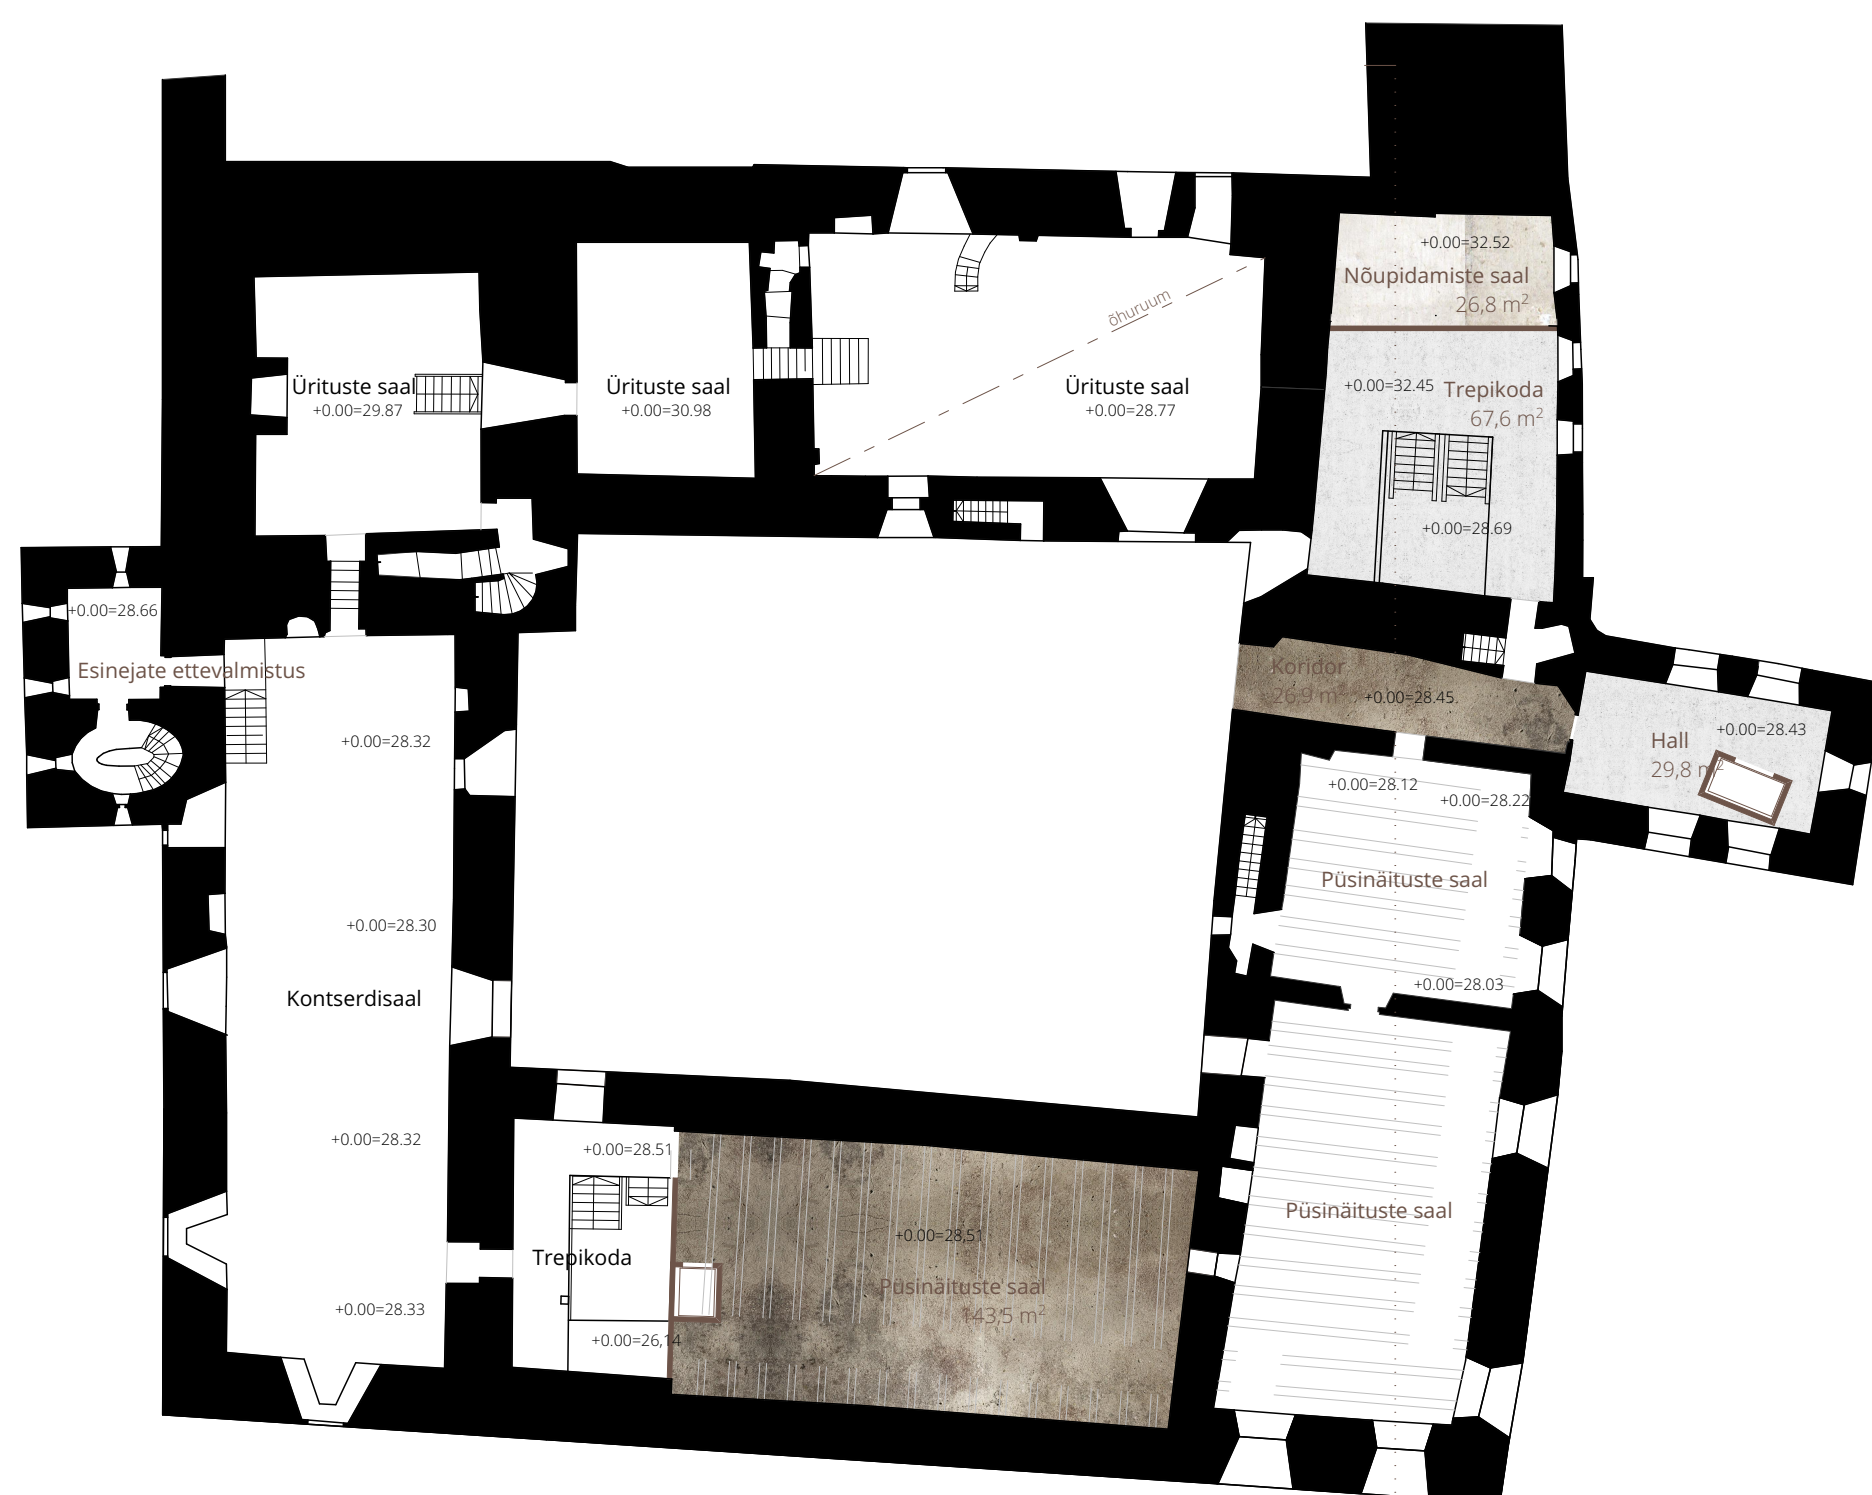 +0.00=32.52
Nõupidamiste saal
26,8 m²
õhuruum
Ürituste saal
+0.00=29.87
Ürituste saal
+0.00=30.98
Ürituste saal
+0.00=28.77
+0.00=32.45
Trepikoda
67,6 m²
+0.00=28.69
+0.00=28.66
Esinejate ettevalmistus
Koridor
26,9 m²
+0.00=28.45.
+0.00=28.32
Hall
29,8 m²
+0.00=28.43
+0.00=28.12
+0.00=28.22
Püsinäituste saal
+0.00=28.30
+0.00=28.03
Kontserdisaal
+0.00=28.32
+0.00=28.51
Püsinäituste saal
+0.00=28,51
Trepikoda
Püsinäituste saal
143,5 m²
+0.00=28.33
+0.00=26,14